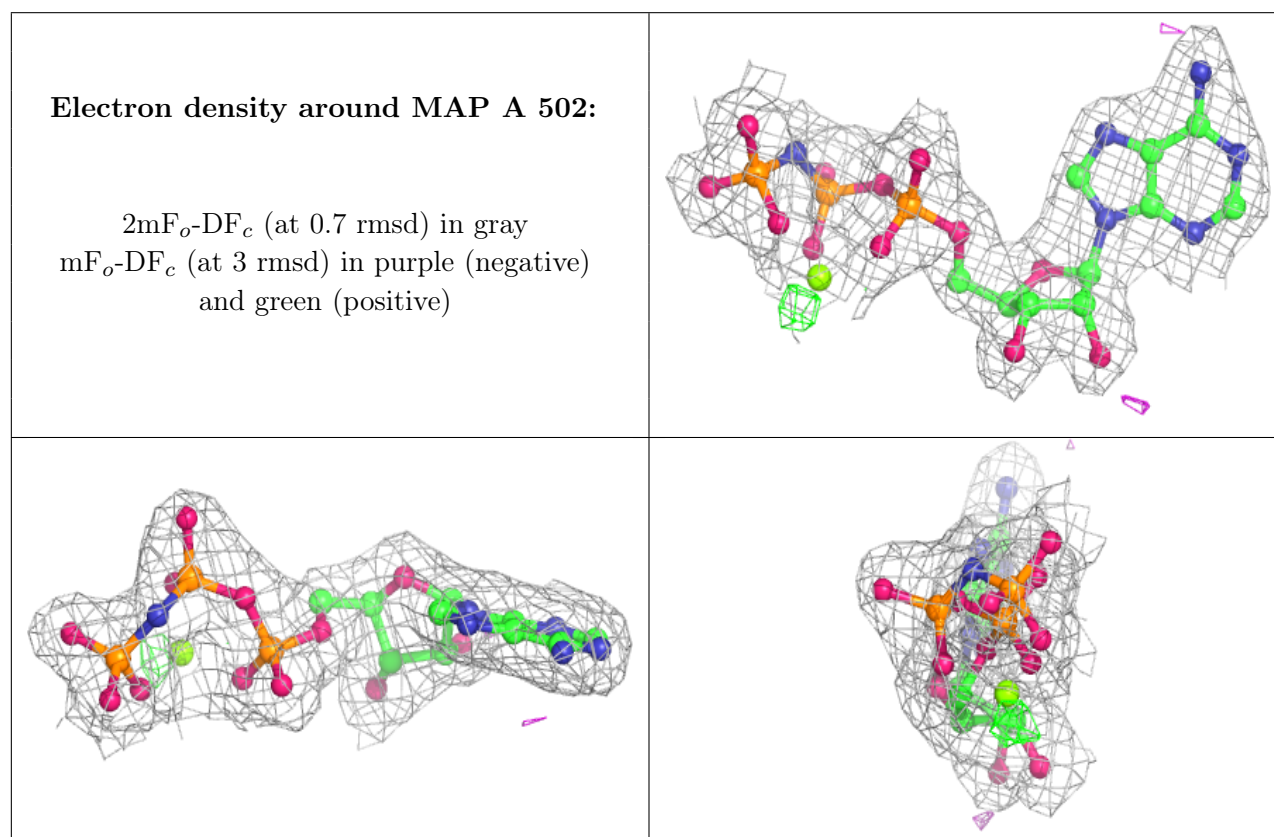 Electron density around MAP A 502:
2mFo-DFc (at 0.7 rmsd) in gray
mFo-DFc (at 3 rmsd) in purple (negative)
and green (positive)